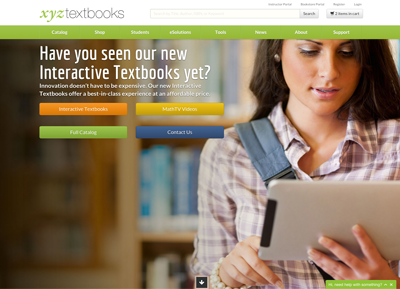 Instructor Portal Bookstore Portal Register Login
xyztextbooks
Search 2 items in cart
Catalog Shop Students eSolutions Tools News About Support
Have you seen our new
Interactive Textbooks yet?
Innovation doesn't have to be expensive. Our new Interactive
Textbooks offer a best-in-class experience at an affordable price.
Interactive Textbooks MathTV Videos
Full Catalog Contact Us
Hi, need help with something?